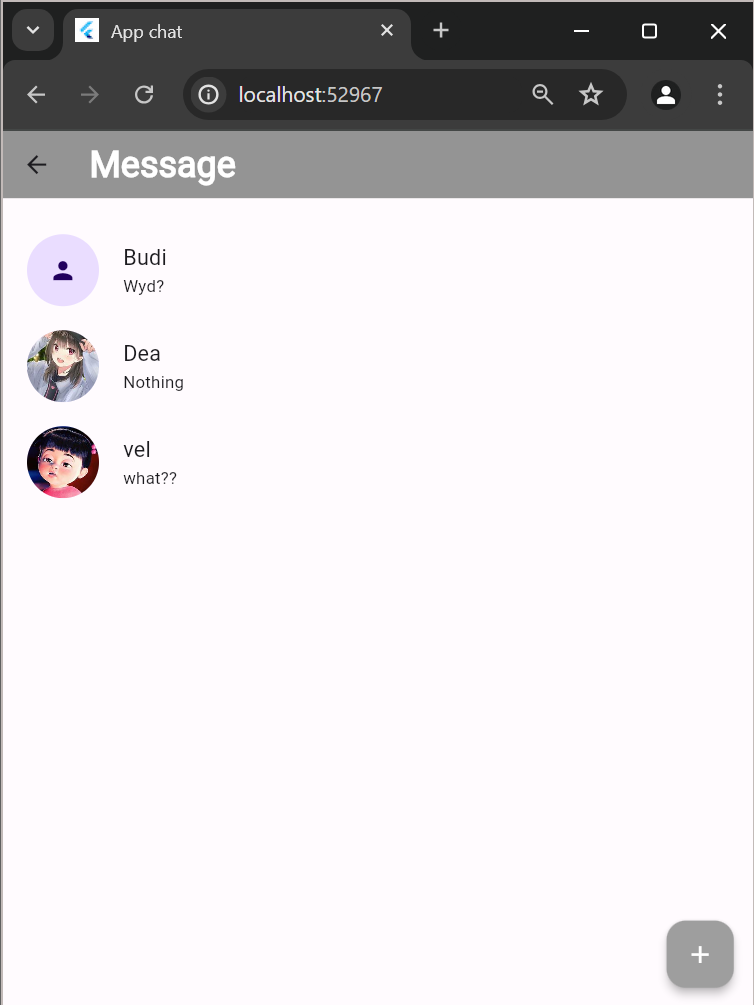 App chat
localhost:52967
Message
Budi
Wyd?
Dea
Nothing
vel
what??